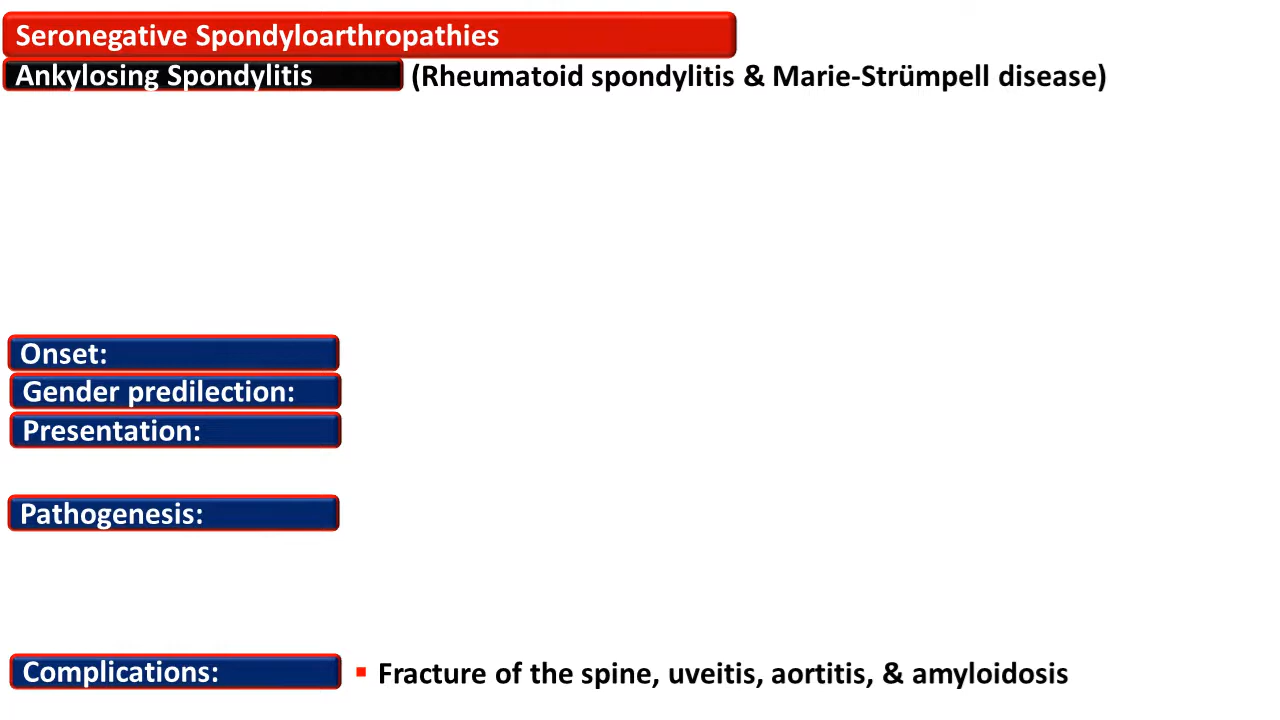 Seronegative Spondyloarthropathies
Ankylosing Spondylitis (Rheumatoid spondylitis & Marie-Strümpell disease)
Onset:
Gender predilection:
Presentation:
Pathogenesis:
Complications: ▪ Fracture of the spine, uveitis, aortitis, & amyloidosis